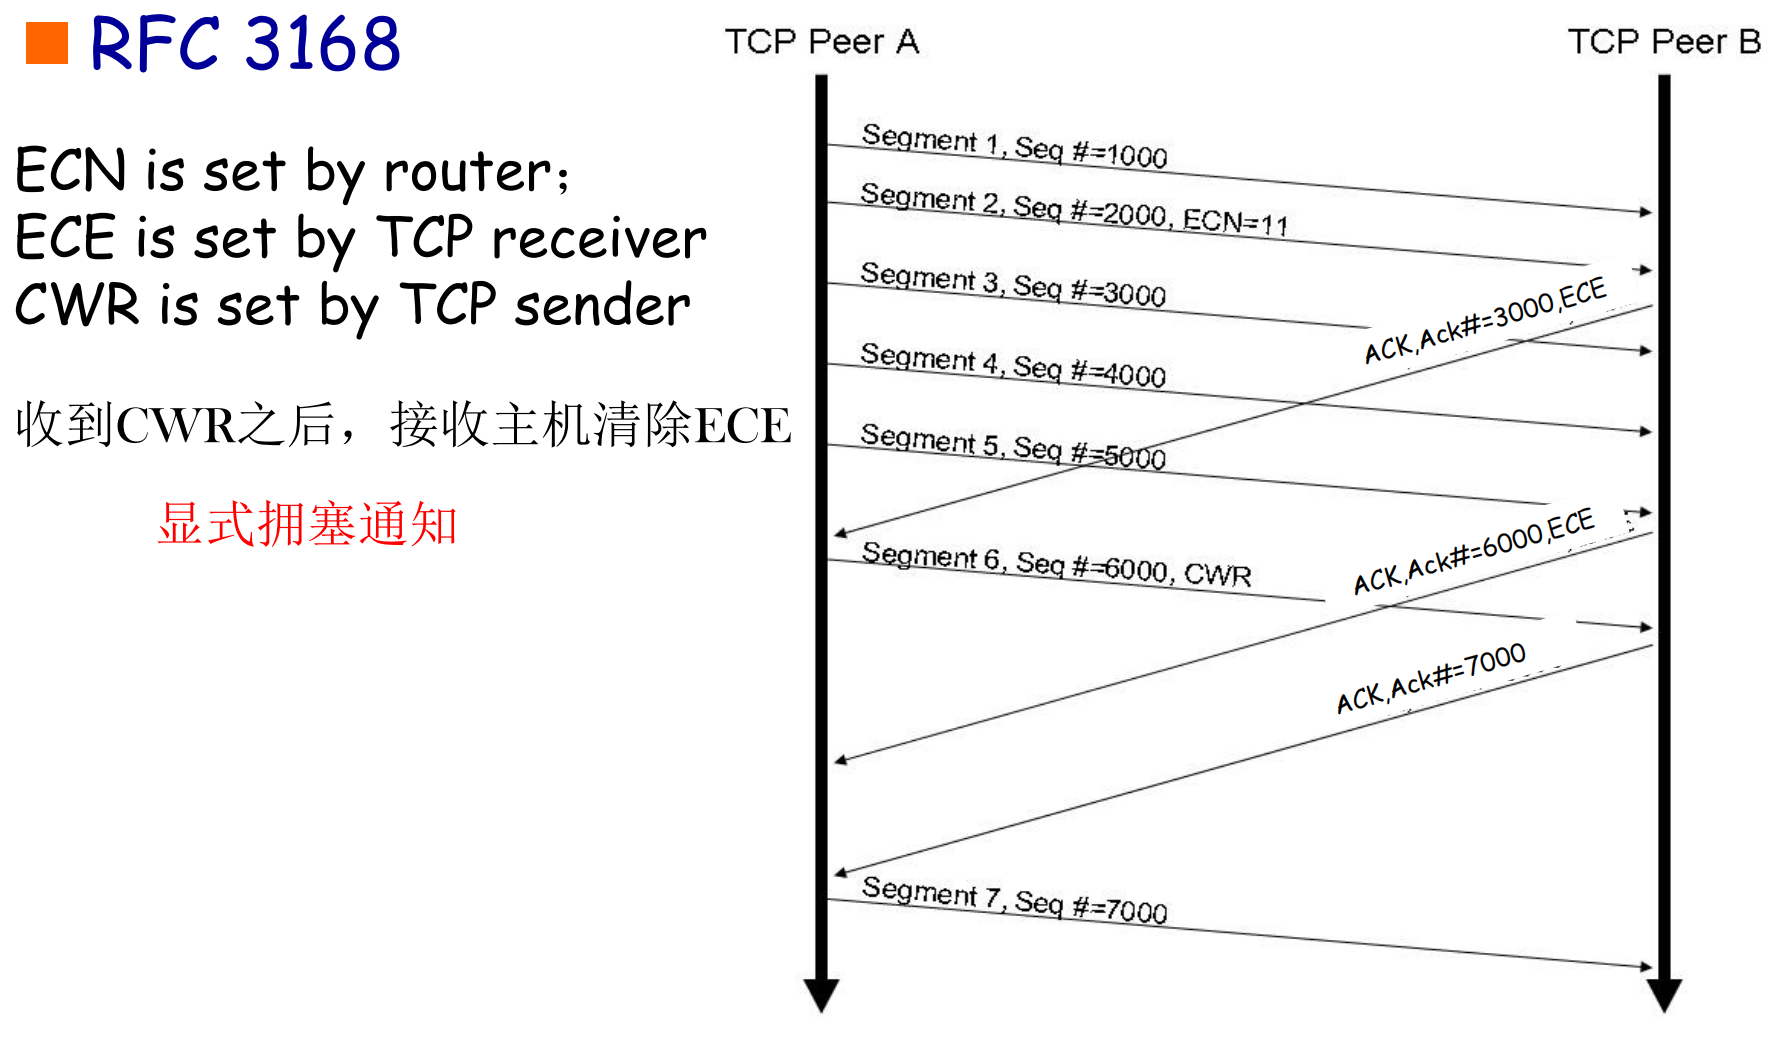 RFC 3168
ECN is set by router；
ECE is set by TCP receiver
CWR is set by TCP sender
收到CWR之后，接收主机清除ECE
显式拥塞通知
TCP Peer A
TCP Peer B
Segment 1, Seq #=1000
Segment 2, Seq #=2000, ECN=11
Segment 3, Seq #=3000
ACK,Ack#=3000,ECE
Segment 4, Seq #=4000
Segment 5, Seq #=5000
ACK,Ack#=6000,ECE
Segment 6, Seq #=6000, CWR
ACK,Ack#=7000
Segment 7, Seq #=7000